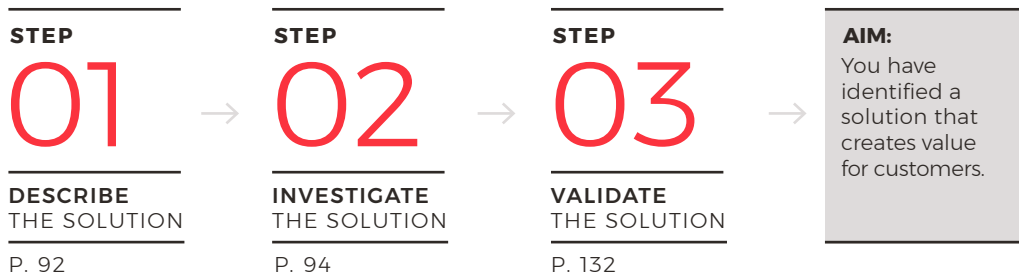 STEP
01
DESCRIBE
THE SOLUTION
P. 92
STEP
02
INVESTIGATE
THE SOLUTION
P. 94
STEP
03
VALIDATE
THE SOLUTION
P. 132
AIM:
You have
identified a
solution that
creates value
for customers.